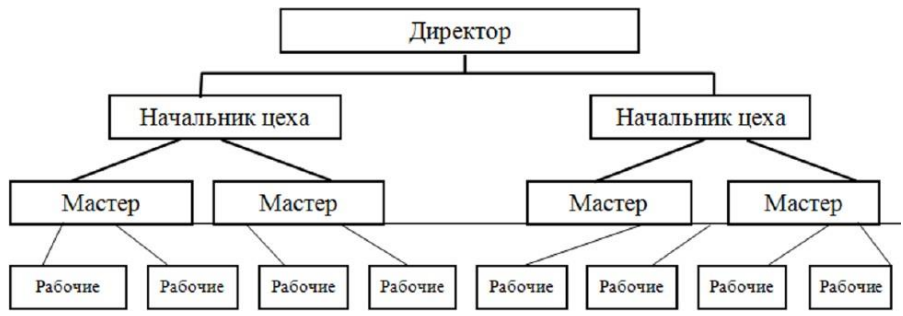 Директор
Начальник цеха Начальник цеха
Мастер Мастер Мастер Мастер
Рабочие Рабочие Рабочие Рабочие Рабочие Рабочие Рабочие Рабочие